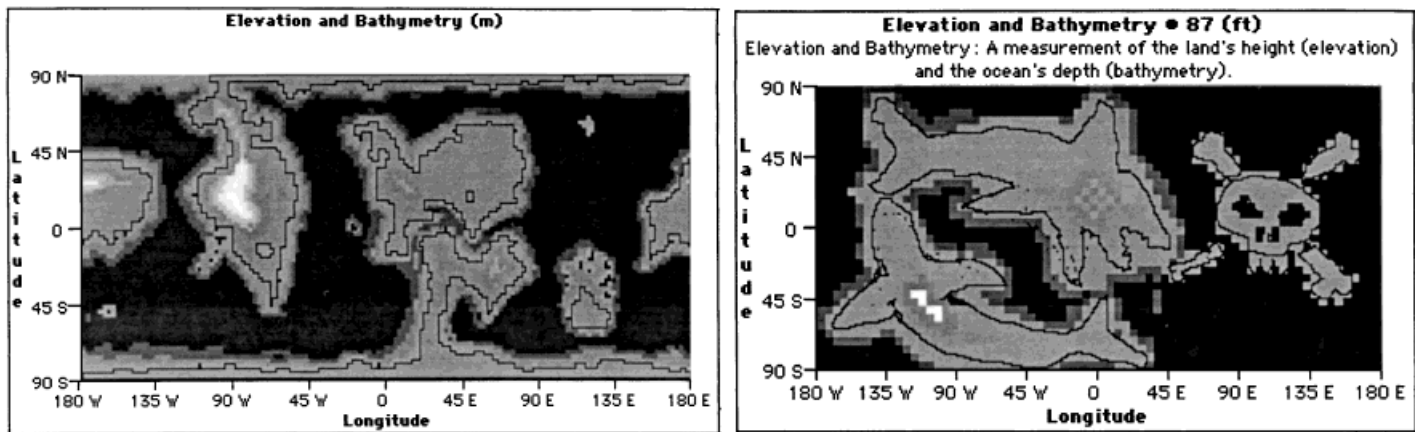 Elevation and Bathymetry (m)
90 N
45 N
0
45 S
90 S
Latitude
180 W 135 W 90 W 45 W 0 45 E 90 E 135 E 180 E
Longitude
Elevation and Bathymetry ● 87 (ft)
Elevation and Bathymetry : A measurement of the land's height (elevation)
and the ocean's depth (bathymetry).
90 N
45 N
0
45 S
90 S
Latitude
180 W 135 W 90 W 45 W 0 45 E 90 E 135 E 180 E
Longitude